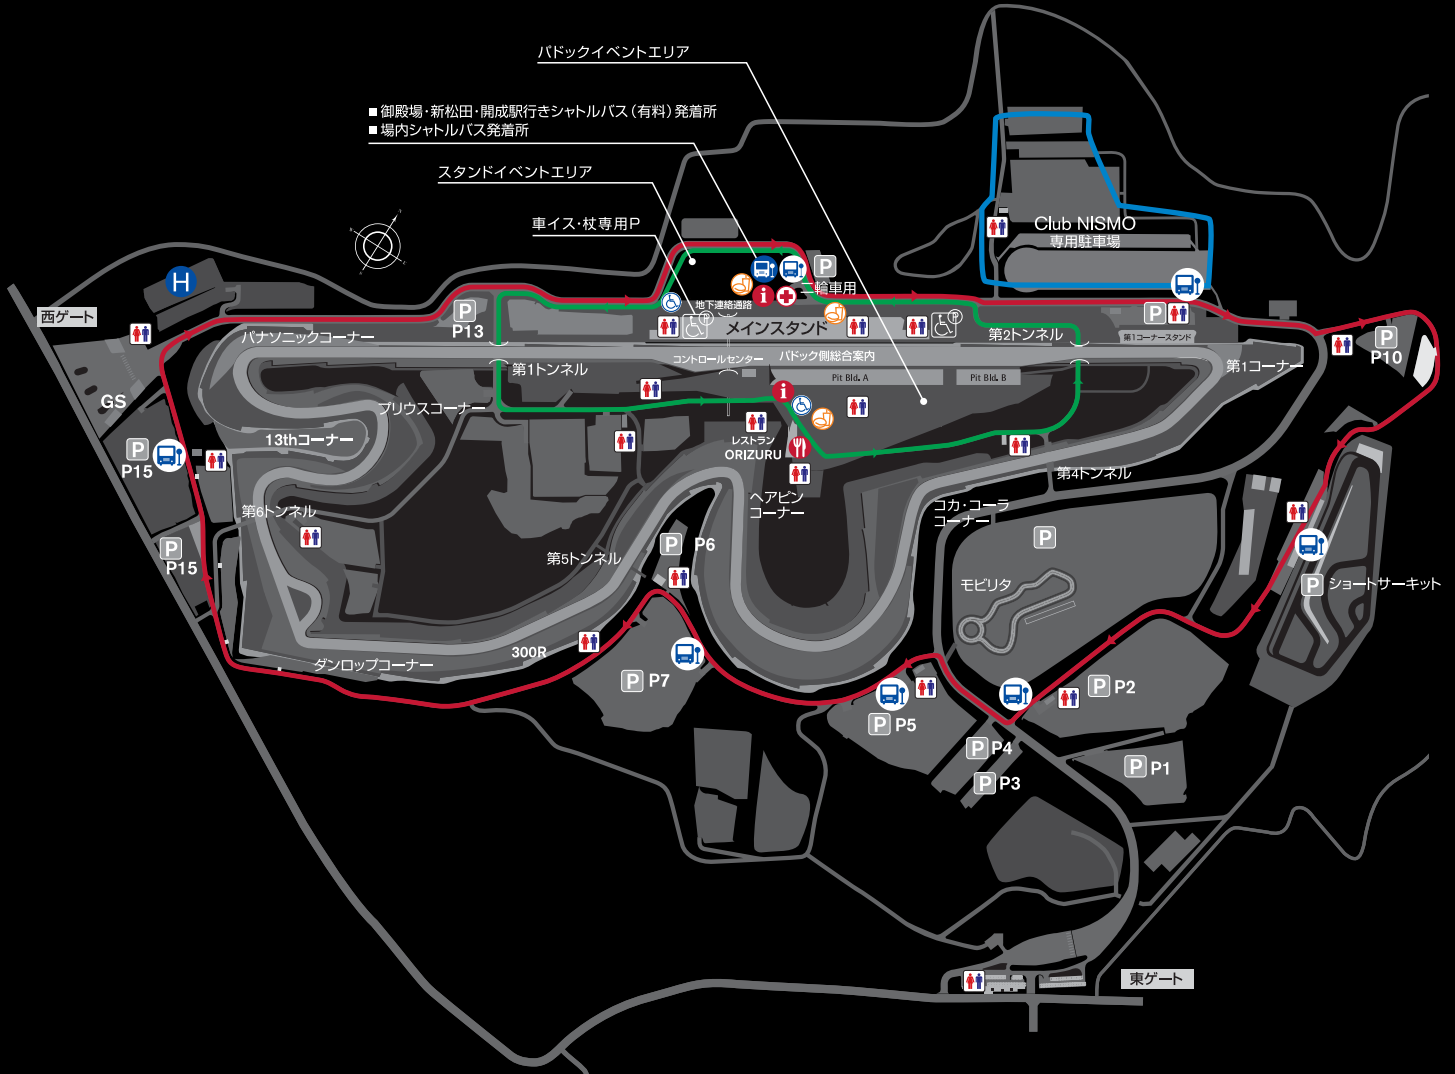 パドックイベントエリア
■ 御殿場・新松田・開成駅行きシャトルバス(有料)発着所
■ 場内シャトルバス発着所
スタンドイベントエリア
車イス・杖専用P
Club NISMO
専用駐車場
H
西ゲート
P
P13
地下連絡通路
P
二輪車用
パナソニックコーナー
メインスタンド
第2トンネル
P
第1コーナースタンド
P
P10
第1トンネル
コントロールセンター
パドック側総合案内
Pit Bld. A
Pit Bld. B
第1コーナー
GS
プリウスコーナー
13thコーナー
レストラン
ORIZURU
P
P15
第6トンネル
ヘアピン
コーナー
コカ・コーラ
コーナー
第4トンネル
P
P15
第5トンネル
P P6
P
モビリタ
P ショートサーキット
300R
ダンロップコーナー
P P7
P P2
P P5
P P4
P P3
P P1
東ゲート